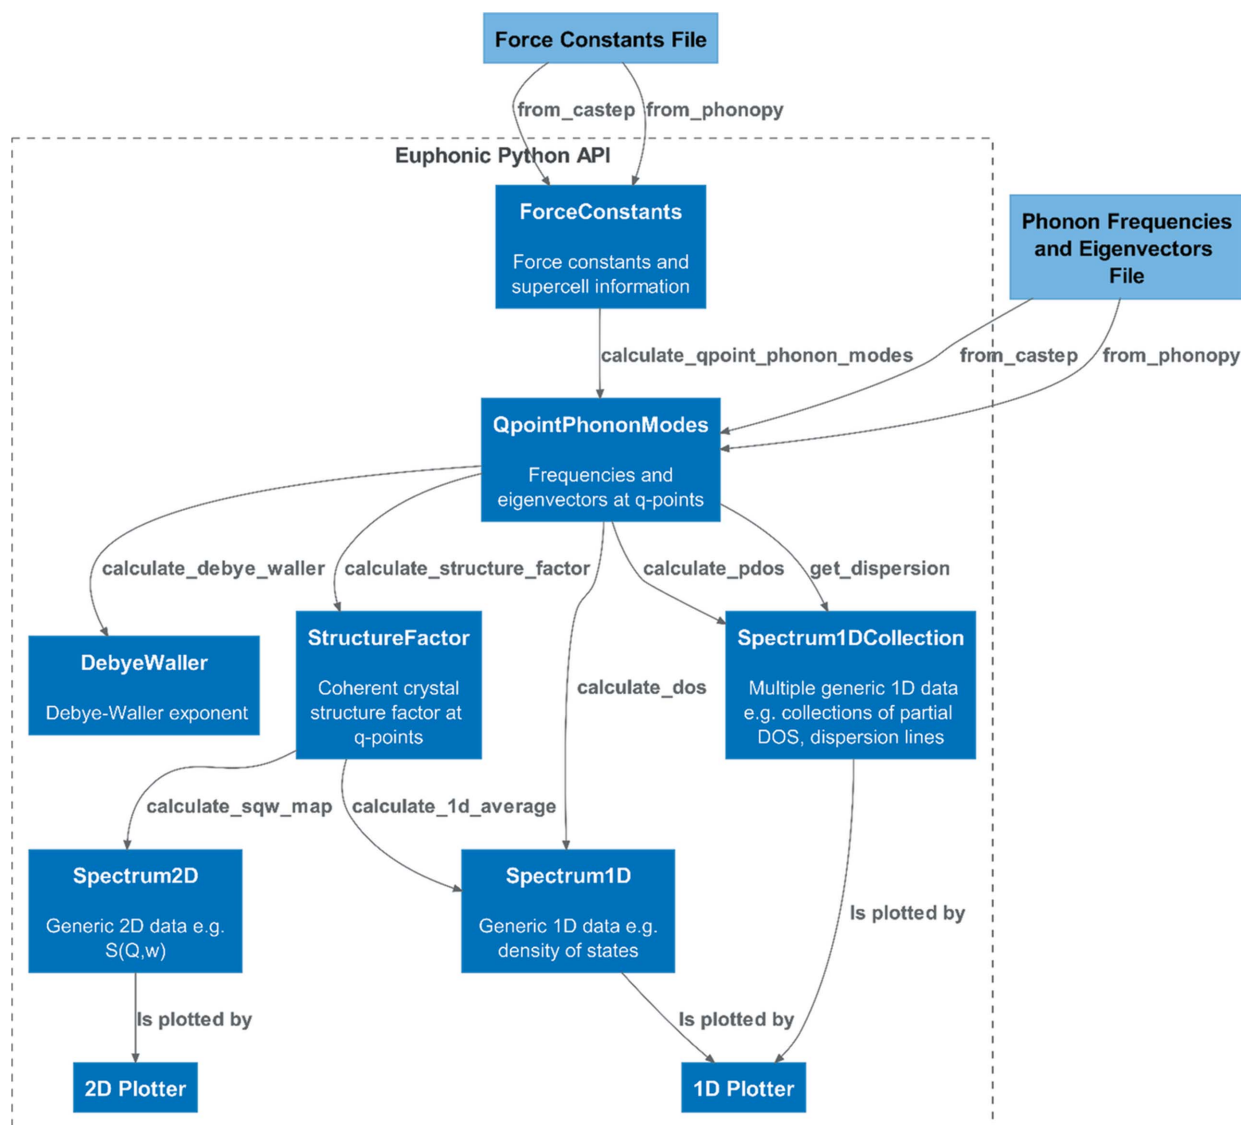 Force Constants File
from_castep
from_phonopy
Euphonic Python API
ForceConstants
Force constants and
supercell information
Phonon Frequencies
and Eigenvectors
File
calculate_qpoint_phonon_modes
from_castep
from_phonopy
QpointPhononModes
Frequencies and
eigenvectors at q-points
calculate_debye_waller
calculate_structure_factor
calculate_pdos
get_dispersion
DebyeWaller
Debye-Waller exponent
StructureFactor
Coherent crystal
structure factor at
q-points
calculate_dos
Spectrum1DCollection
Multiple generic 1D data
e.g. collections of partial
DOS, dispersion lines
calculate_sqw_map
calculate_1d_average
Spectrum2D
Generic 2D data e.g.
S(Q,w)
Spectrum1D
Generic 1D data e.g.
density of states
Is plotted by
Is plotted by
Is plotted by
2D Plotter
1D Plotter